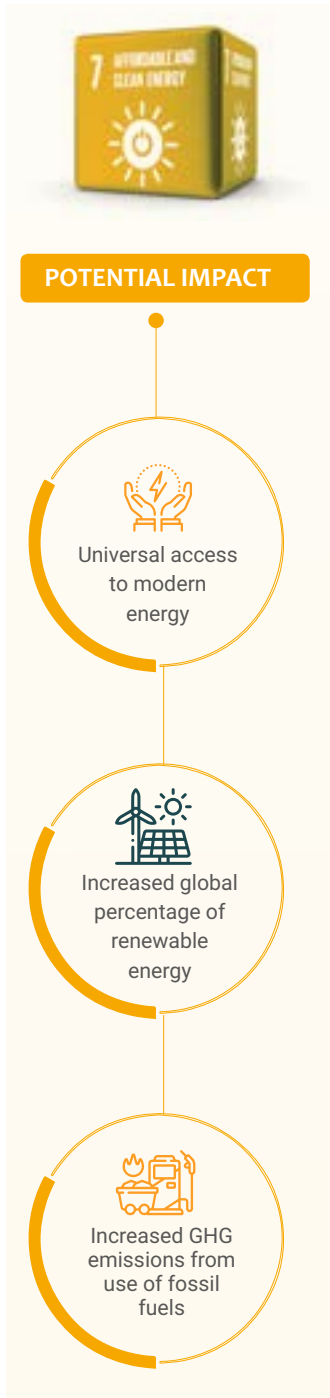 7 AFFORDABLE AND
CLEAN ENERGY
POTENTIAL IMPACT
Universal access
to modern
energy
Increased global
percentage of
renewable
energy
Increased GHG
emissions from
use of fossil
fuels